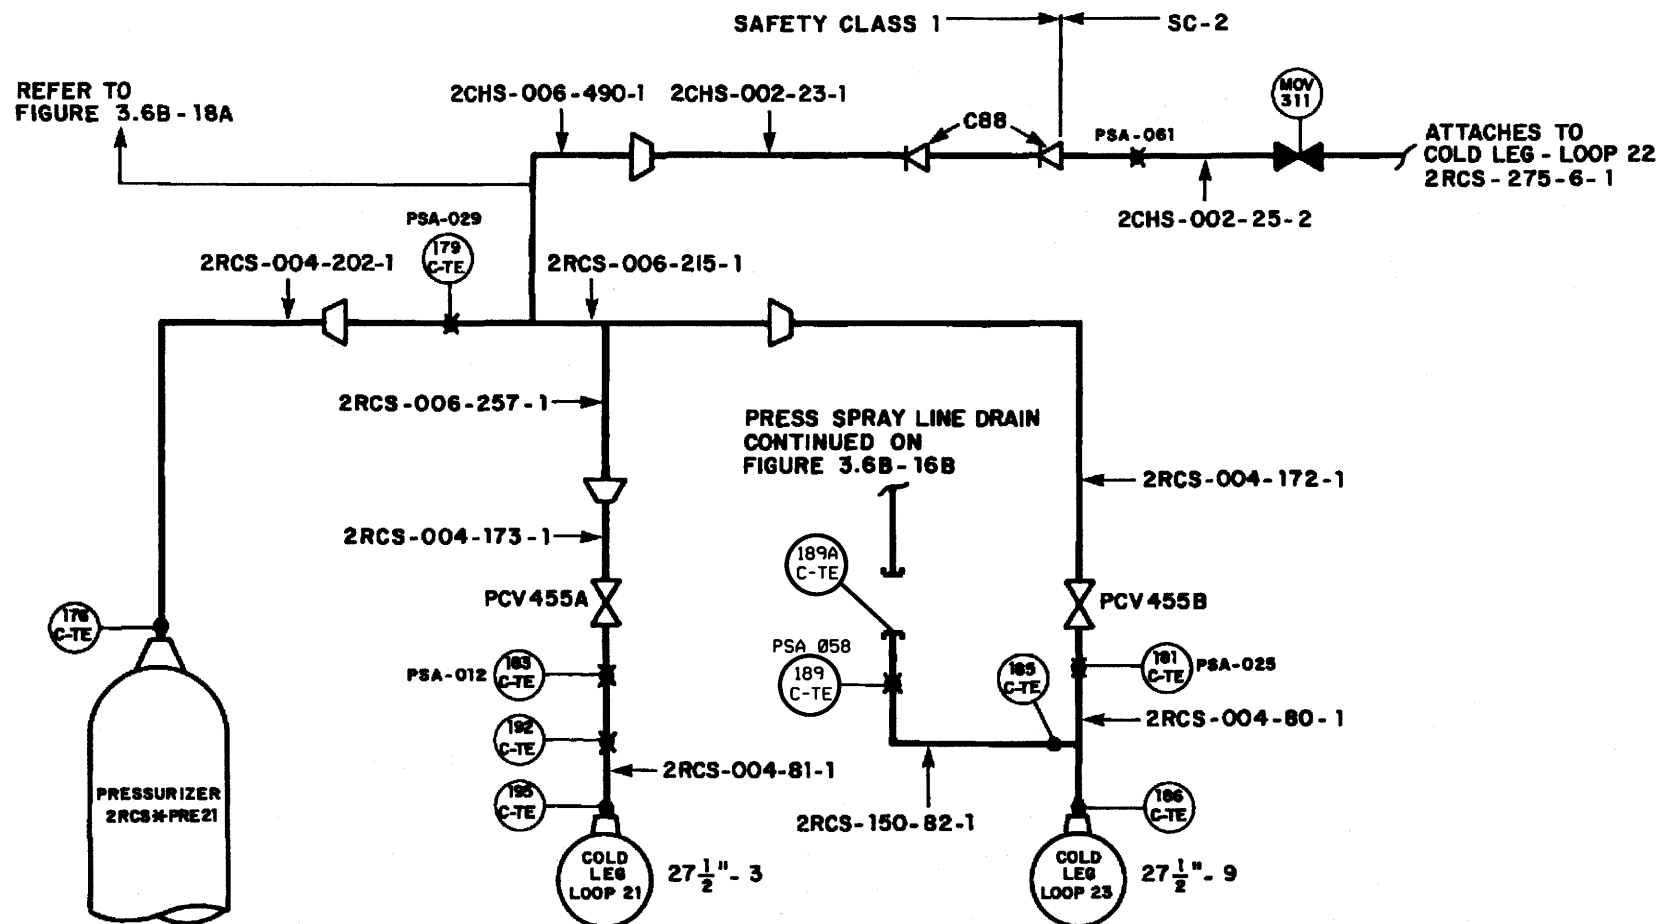 SAFETY CLASS 1
SC-2
REFER TO
FIGURE 3.6B-18A
2CHS-006-490-1
2CHS-002-23-1
C88
PSA-061
MOV
311
ATTACHES TO
COLD LEG - LOOP 22
2RCS-275-6-1
2CHS-002-25-2
PSA-029
179
C-TE
2RCS-004-202-1
2RCS-006-215-1
2RCS-006-257-1
PRESS SPRAY LINE DRAIN
CONTINUED ON
FIGURE 3.6B-16B
2RCS-004-172-1
2RCS-004-173-1
189A
C-TE
PCV455A
PCV455B
176
C-TE
PSA-012
183
C-TE
PSA 058
189
C-TE
185
C-TE
181
C-TE
PSA-025
192
C-TE
2RCS-004-80-1
2RCS-004-81-1
195
C-TE
186
C-TE
PRESSURIZER
2RCS*PRE21
2RCS-150-82-1
COLD
LEG
LOOP 21
27 1/2"-3
COLD
LEG
LOOP 23
27 1/2"-9